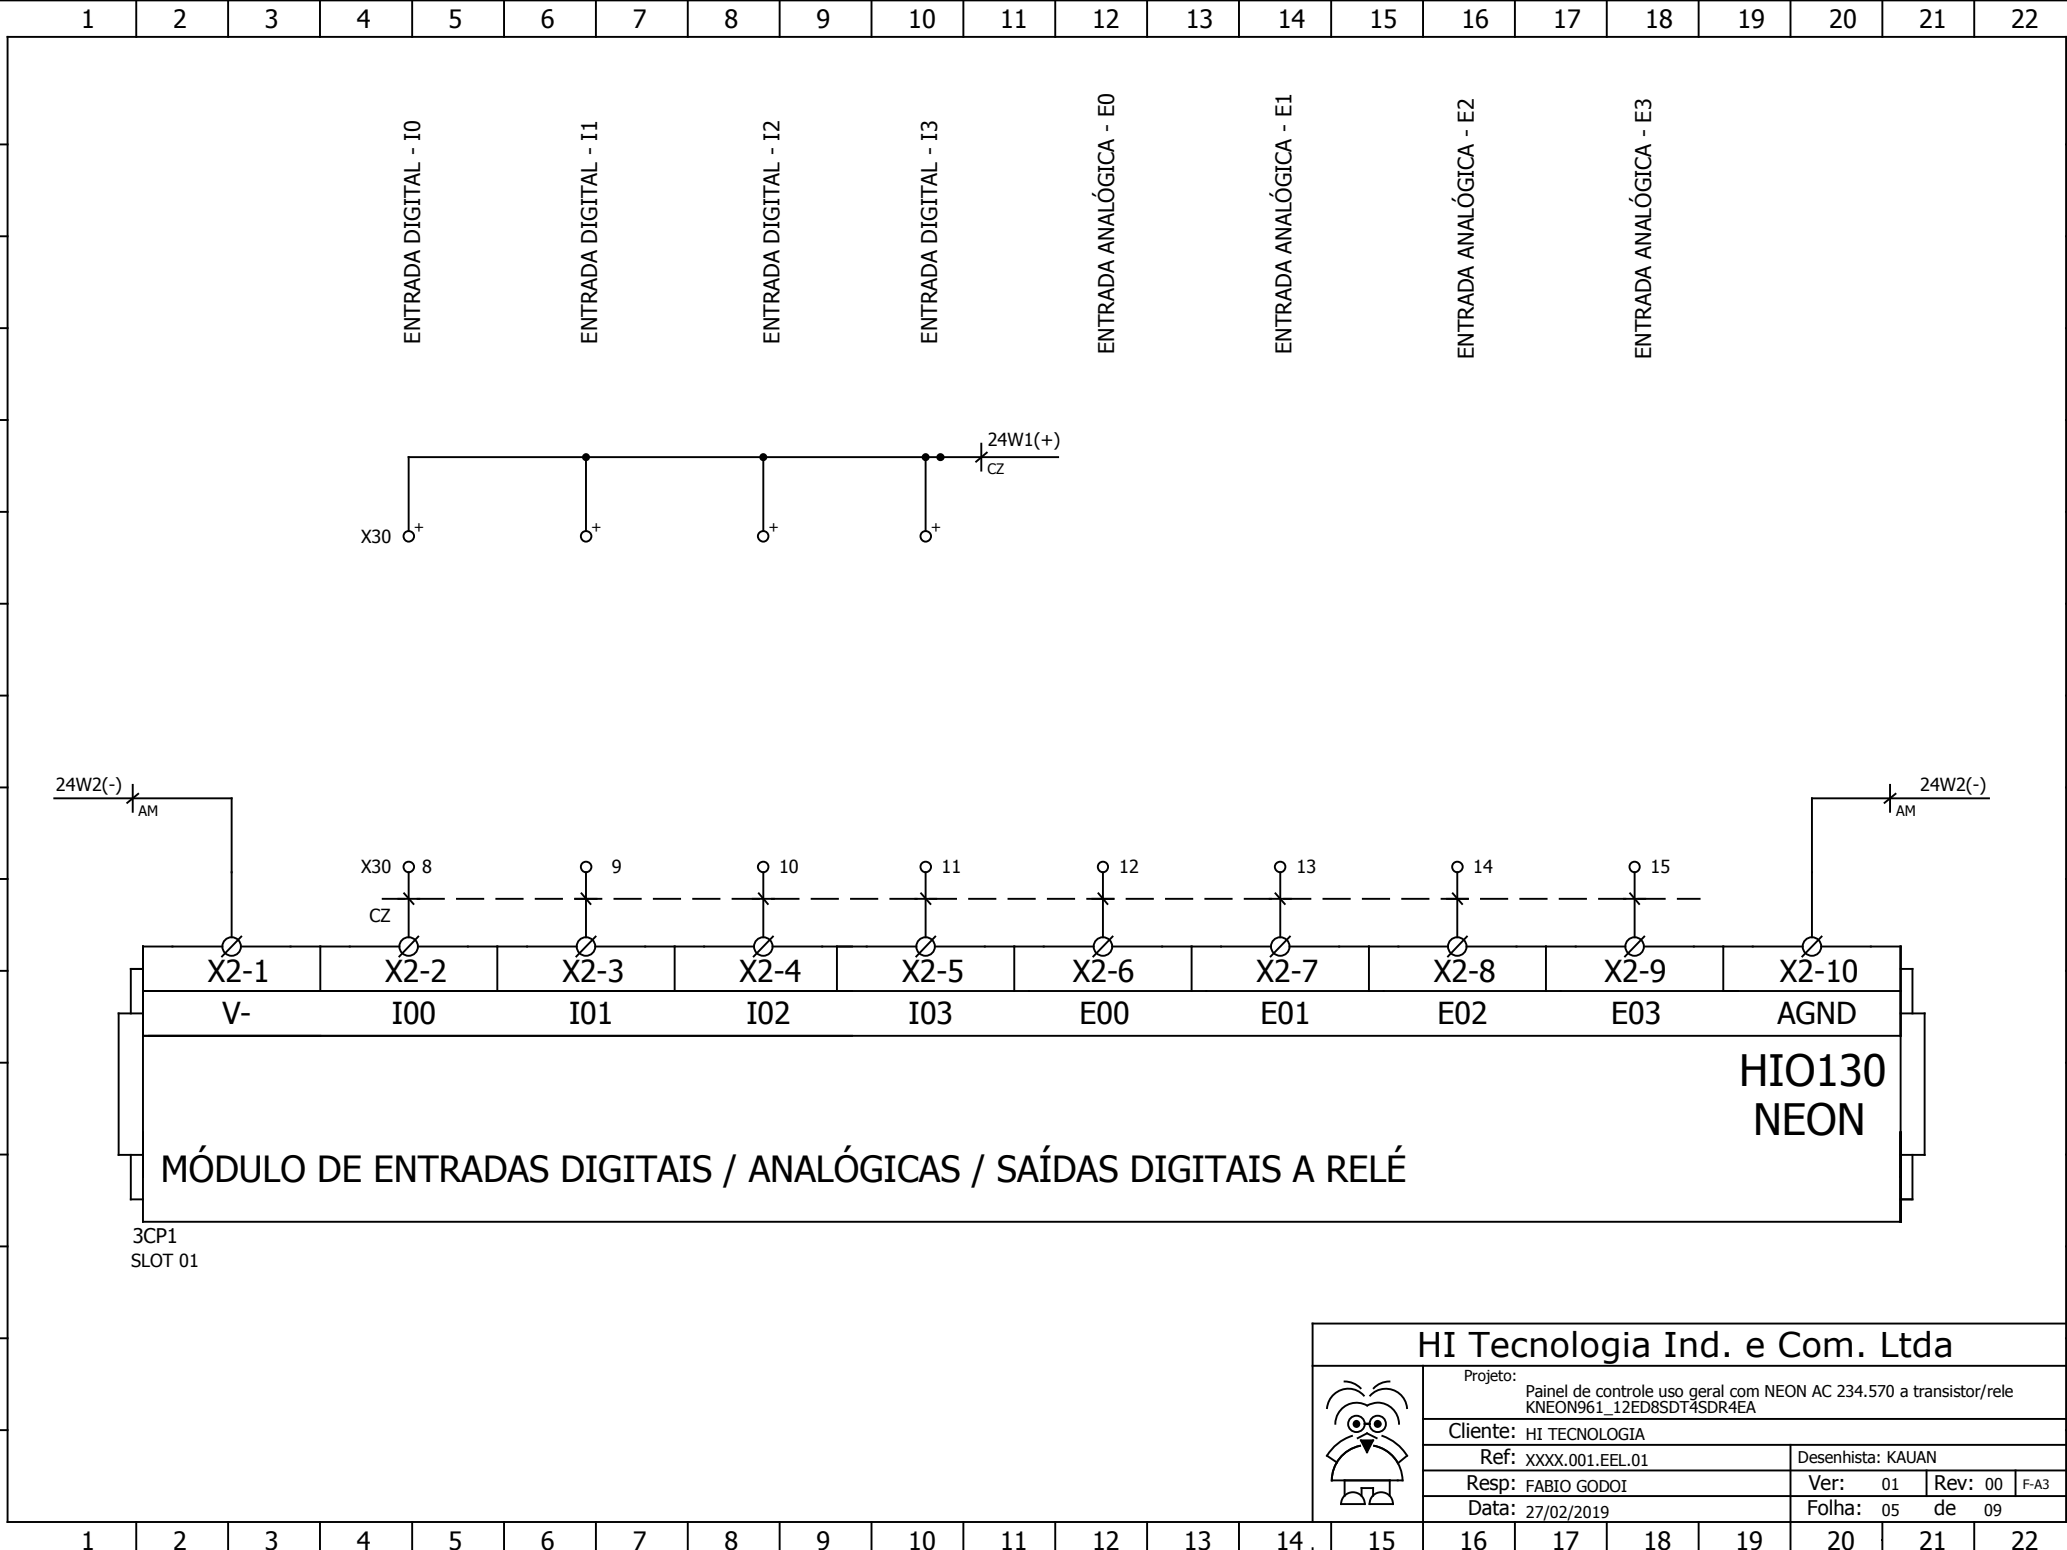 1 2 3 4 5 6 7 8 9 10 11 12 13 14 15 16 17 18 19 20 21 22
ENTRADA DIGITAL - I0
ENTRADA DIGITAL - I1
ENTRADA DIGITAL - I2
ENTRADA DIGITAL - I3
ENTRADA ANALÓGICA - E0
ENTRADA ANALÓGICA - E1
ENTRADA ANALÓGICA - E2
ENTRADA ANALÓGICA - E3
24W1(+)
CZ
X30 + + + +
24W2(-) 24W2(-)
AM AM
X30 8 9 10 11 12 13 14 15
CZ
X2-1 X2-2 X2-3 X2-4 X2-5 X2-6 X2-7 X2-8 X2-9 X2-10
V- I00 I01 I02 I03 E00 E01 E02 E03 AGND
HIO130
NEON
MÓDULO DE ENTRADAS DIGITAIS / ANALÓGICAS / SAÍDAS DIGITAIS A RELÉ
3CP1
SLOT 01
HI Tecnologia Ind. e Com. Ltda
Projeto:
Painel de controle uso geral com NEON AC 234.570 a transistor/rele
KNEON961_12ED8SDT4SDR4EA
Cliente: HI TECNOLOGIA
Ref: XXXX.001.EEL.01 Desenhista: KAUAN
Resp: FABIO GODOI Ver: 01 Rev: 00 F-A3
Data: 27/02/2019 Folha: 05 de 09
1 2 3 4 5 6 7 8 9 10 11 12 13 14 . 15 16 17 18 19 20 21 22